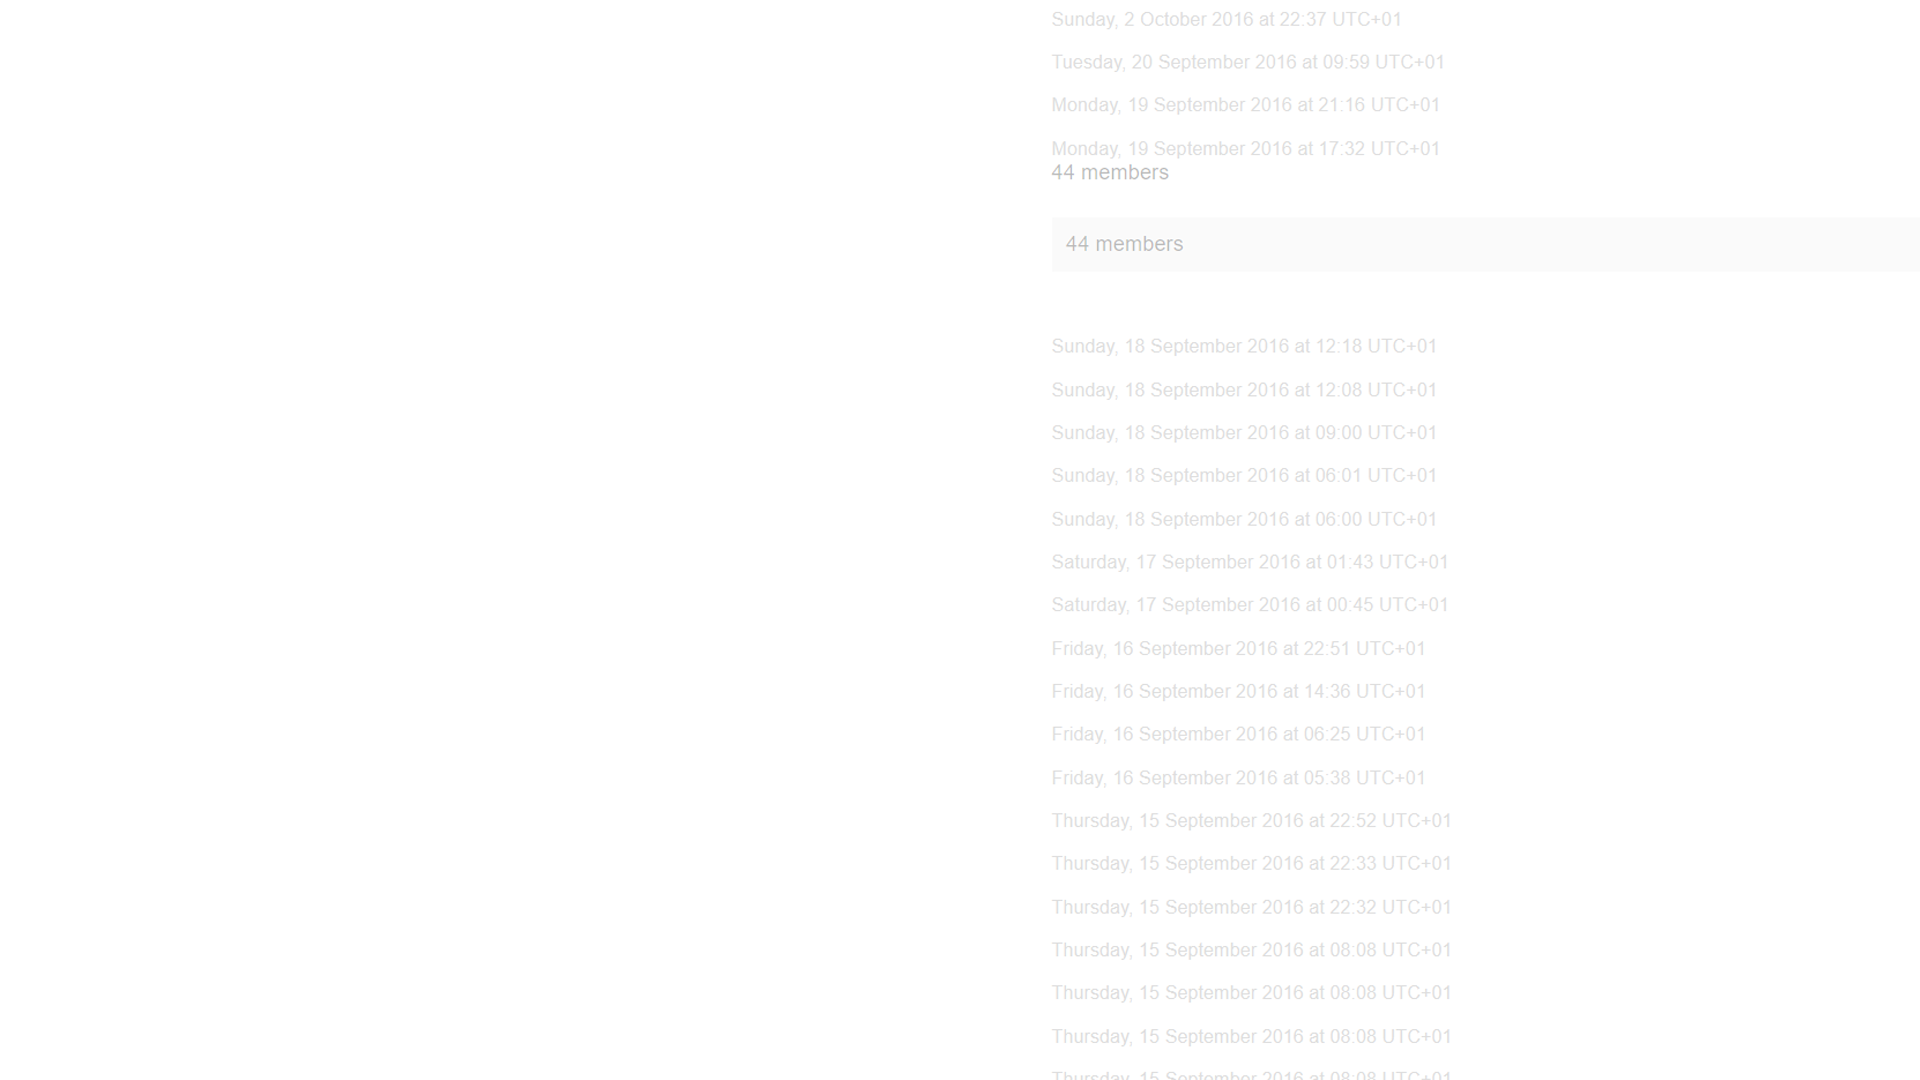 Sunday, 2 October 2016 at 22:37 UTC+01
Tuesday, 20 September 2016 at 09:59 UTC+01
Monday, 19 September 2016 at 21:16 UTC+01
Monday, 19 September 2016 at 17:32 UTC+01
44 members
44 members
Sunday, 18 September 2016 at 12:18 UTC+01
Sunday, 18 September 2016 at 12:08 UTC+01
Sunday, 18 September 2016 at 09:00 UTC+01
Sunday, 18 September 2016 at 06:01 UTC+01
Sunday, 18 September 2016 at 06:00 UTC+01
Saturday, 17 September 2016 at 01:43 UTC+01
Saturday, 17 September 2016 at 00:45 UTC+01
Friday, 16 September 2016 at 22:51 UTC+01
Friday, 16 September 2016 at 14:36 UTC+01
Friday, 16 September 2016 at 06:25 UTC+01
Friday, 16 September 2016 at 05:38 UTC+01
Thursday, 15 September 2016 at 22:52 UTC+01
Thursday, 15 September 2016 at 22:33 UTC+01
Thursday, 15 September 2016 at 22:32 UTC+01
Thursday, 15 September 2016 at 08:08 UTC+01
Thursday, 15 September 2016 at 08:08 UTC+01
Thursday, 15 September 2016 at 08:08 UTC+01
Thursday, 15 September 2016 at 08:08 UTC+01